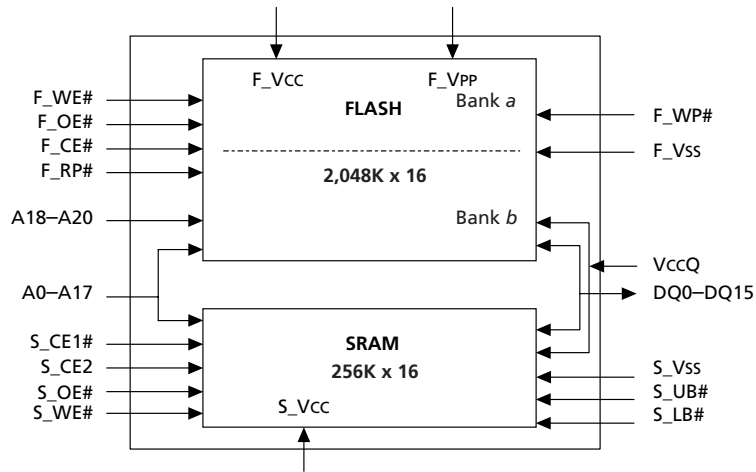 F_VCC
F_VPP
Bank a
FLASH
F_WE#
F_OE#
F_CE#
F_RP#
F_WP#
F_VSS
2,048K x 16
A18–A20
Bank b
VCCQ
A0–A17
DQ0–DQ15
S_CE1#
S_CE2
S_OE#
S_WE#
SRAM
256K x 16
S_VCC
S_VSS
S_UB#
S_LB#